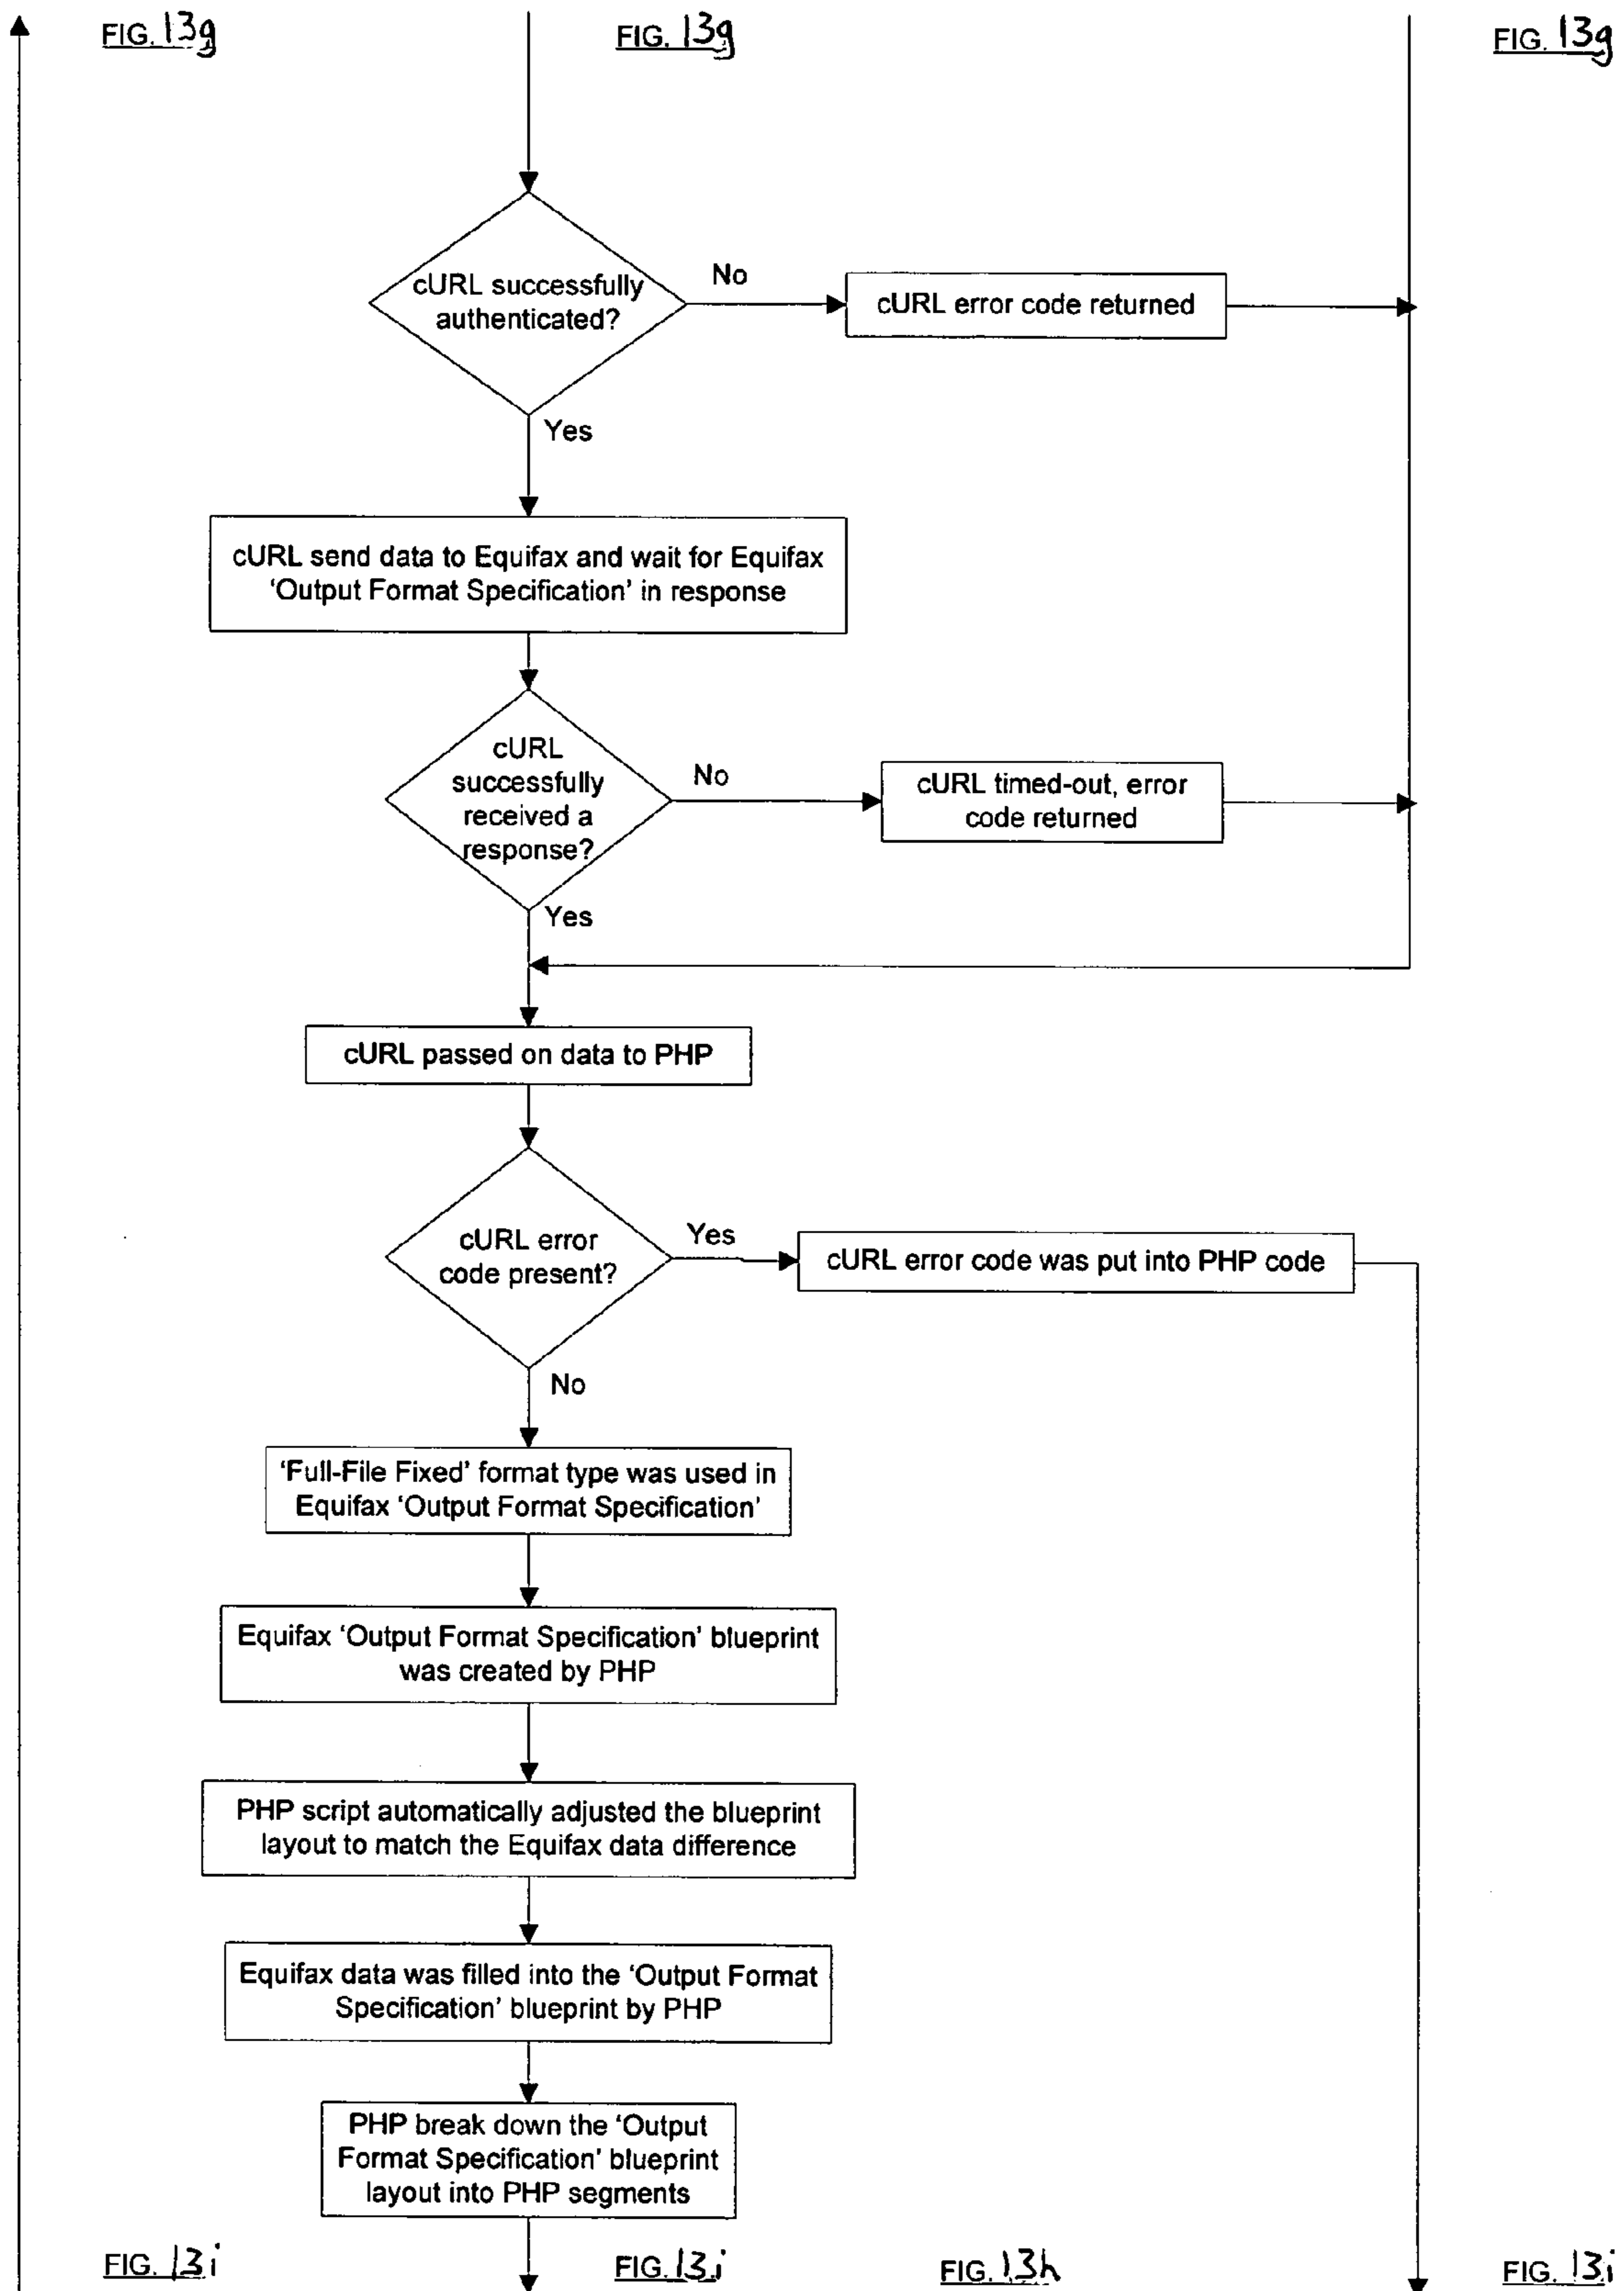 FIG. 13g
FIG. 13g
FIG. 13g
cURL successfully
authenticated?
No
cURL error code returned
Yes
cURL send data to Equifax and wait for Equifax
‘Output Format Specification’ in response
cURL
successfully
received a
response?
No
cURL timed-out, error
code returned
Yes
cURL passed on data to PHP
cURL error
code present?
Yes
cURL error code was put into PHP code
No
‘Full-File Fixed’ format type was used in
Equifax ‘Output Format Specification’
Equifax ‘Output Format Specification’ blueprint
was created by PHP
PHP script automatically adjusted the blueprint
layout to match the Equifax data difference
Equifax data was filled into the ‘Output Format
Specification’ blueprint by PHP
PHP break down the ‘Output
Format Specification’ blueprint
layout into PHP segments
FIG. 13i
FIG. 13i
FIG. 13h
FIG. 13i